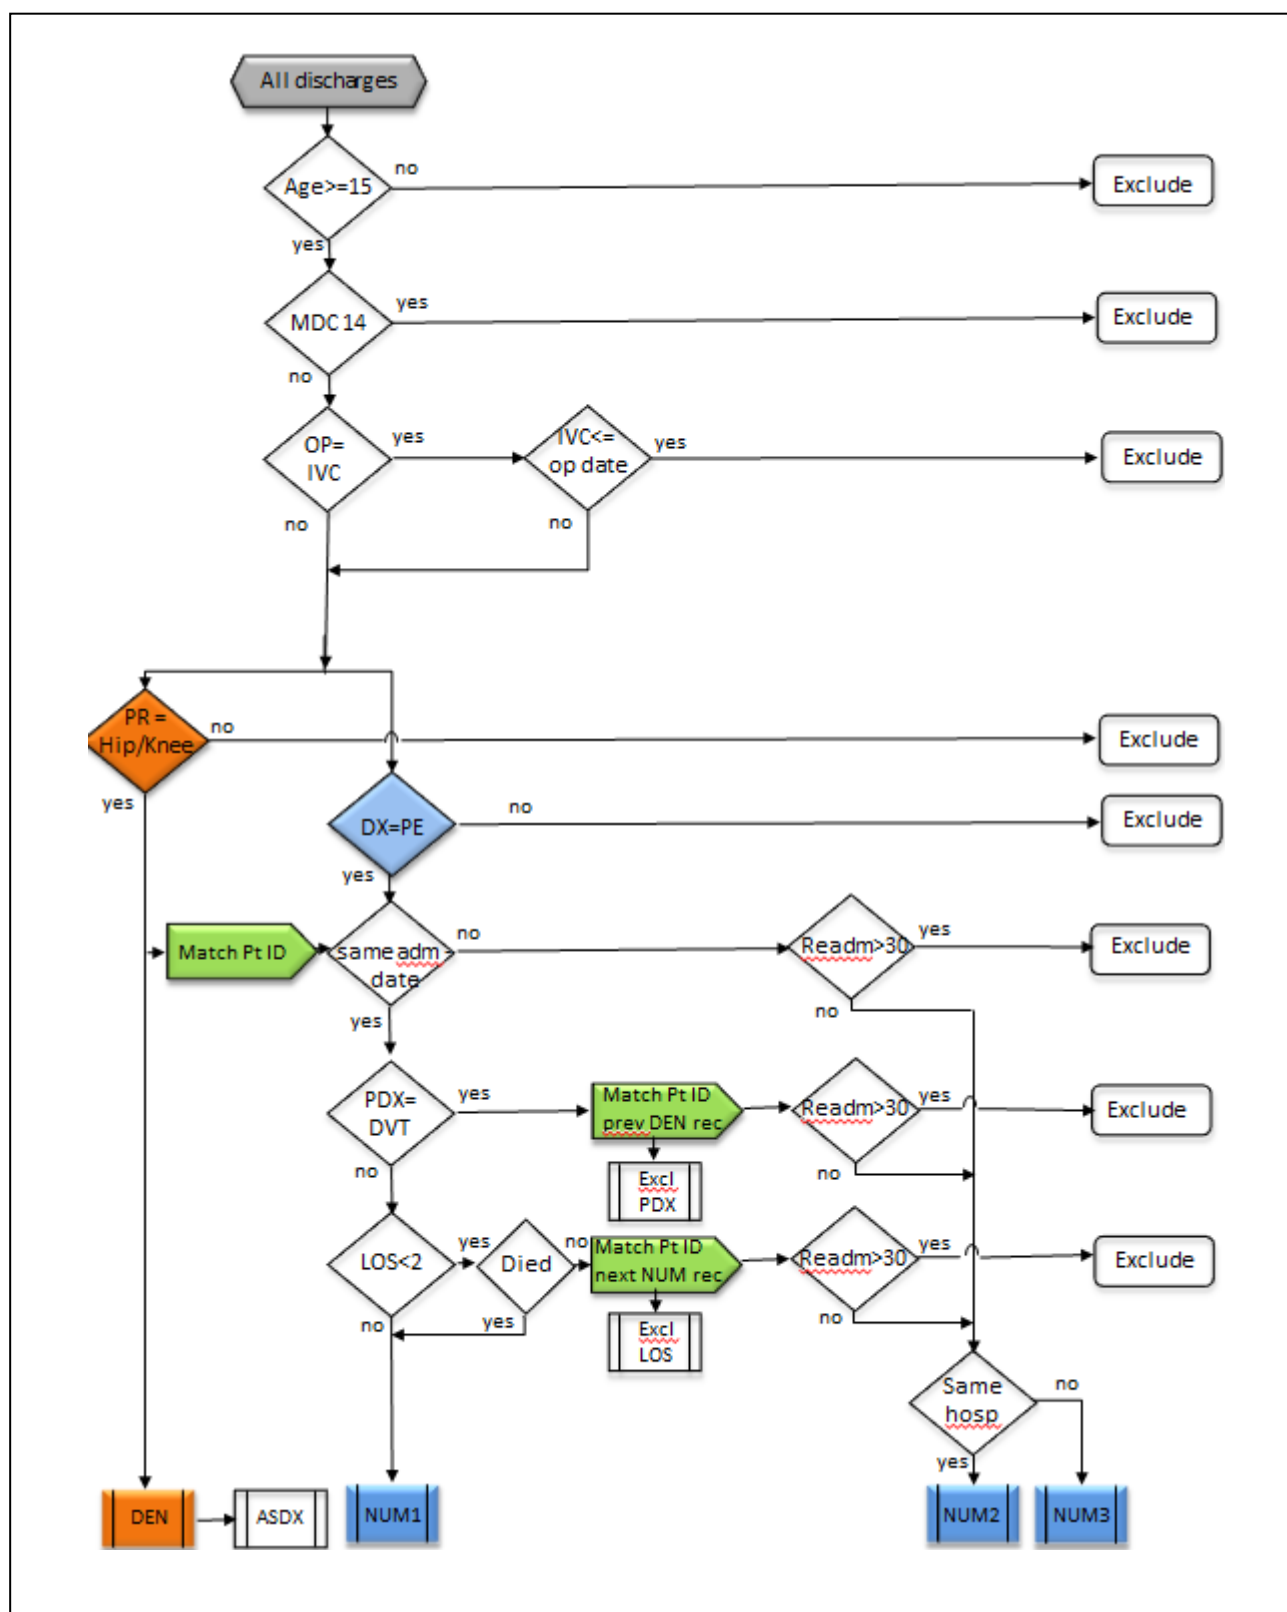 All discharges
no
Age>=15
Exclude
yes
yes
MDC 14
Exclude
no
OP=
IVC
yes
IVC<=
op date
yes
Exclude
no
no
PR =
Hip/Knee
no
Exclude
yes
DX=PE
no
Exclude
yes
Match Pt ID
same adm
date
no
Readm>30
yes
Exclude
yes
no
PDX=
DVT
yes
Match Pt ID
prev DEN rec
Readm>30
yes
Exclude
no
Excl
PDX
no
LOS<2
yes
Died
no
Match Pt ID
next NUM rec
Readm>30
yes
Exclude
no
yes
Excl
LOS
no
Same
hosp
no
yes
DEN
ASDX
NUM1
NUM2
NUM3